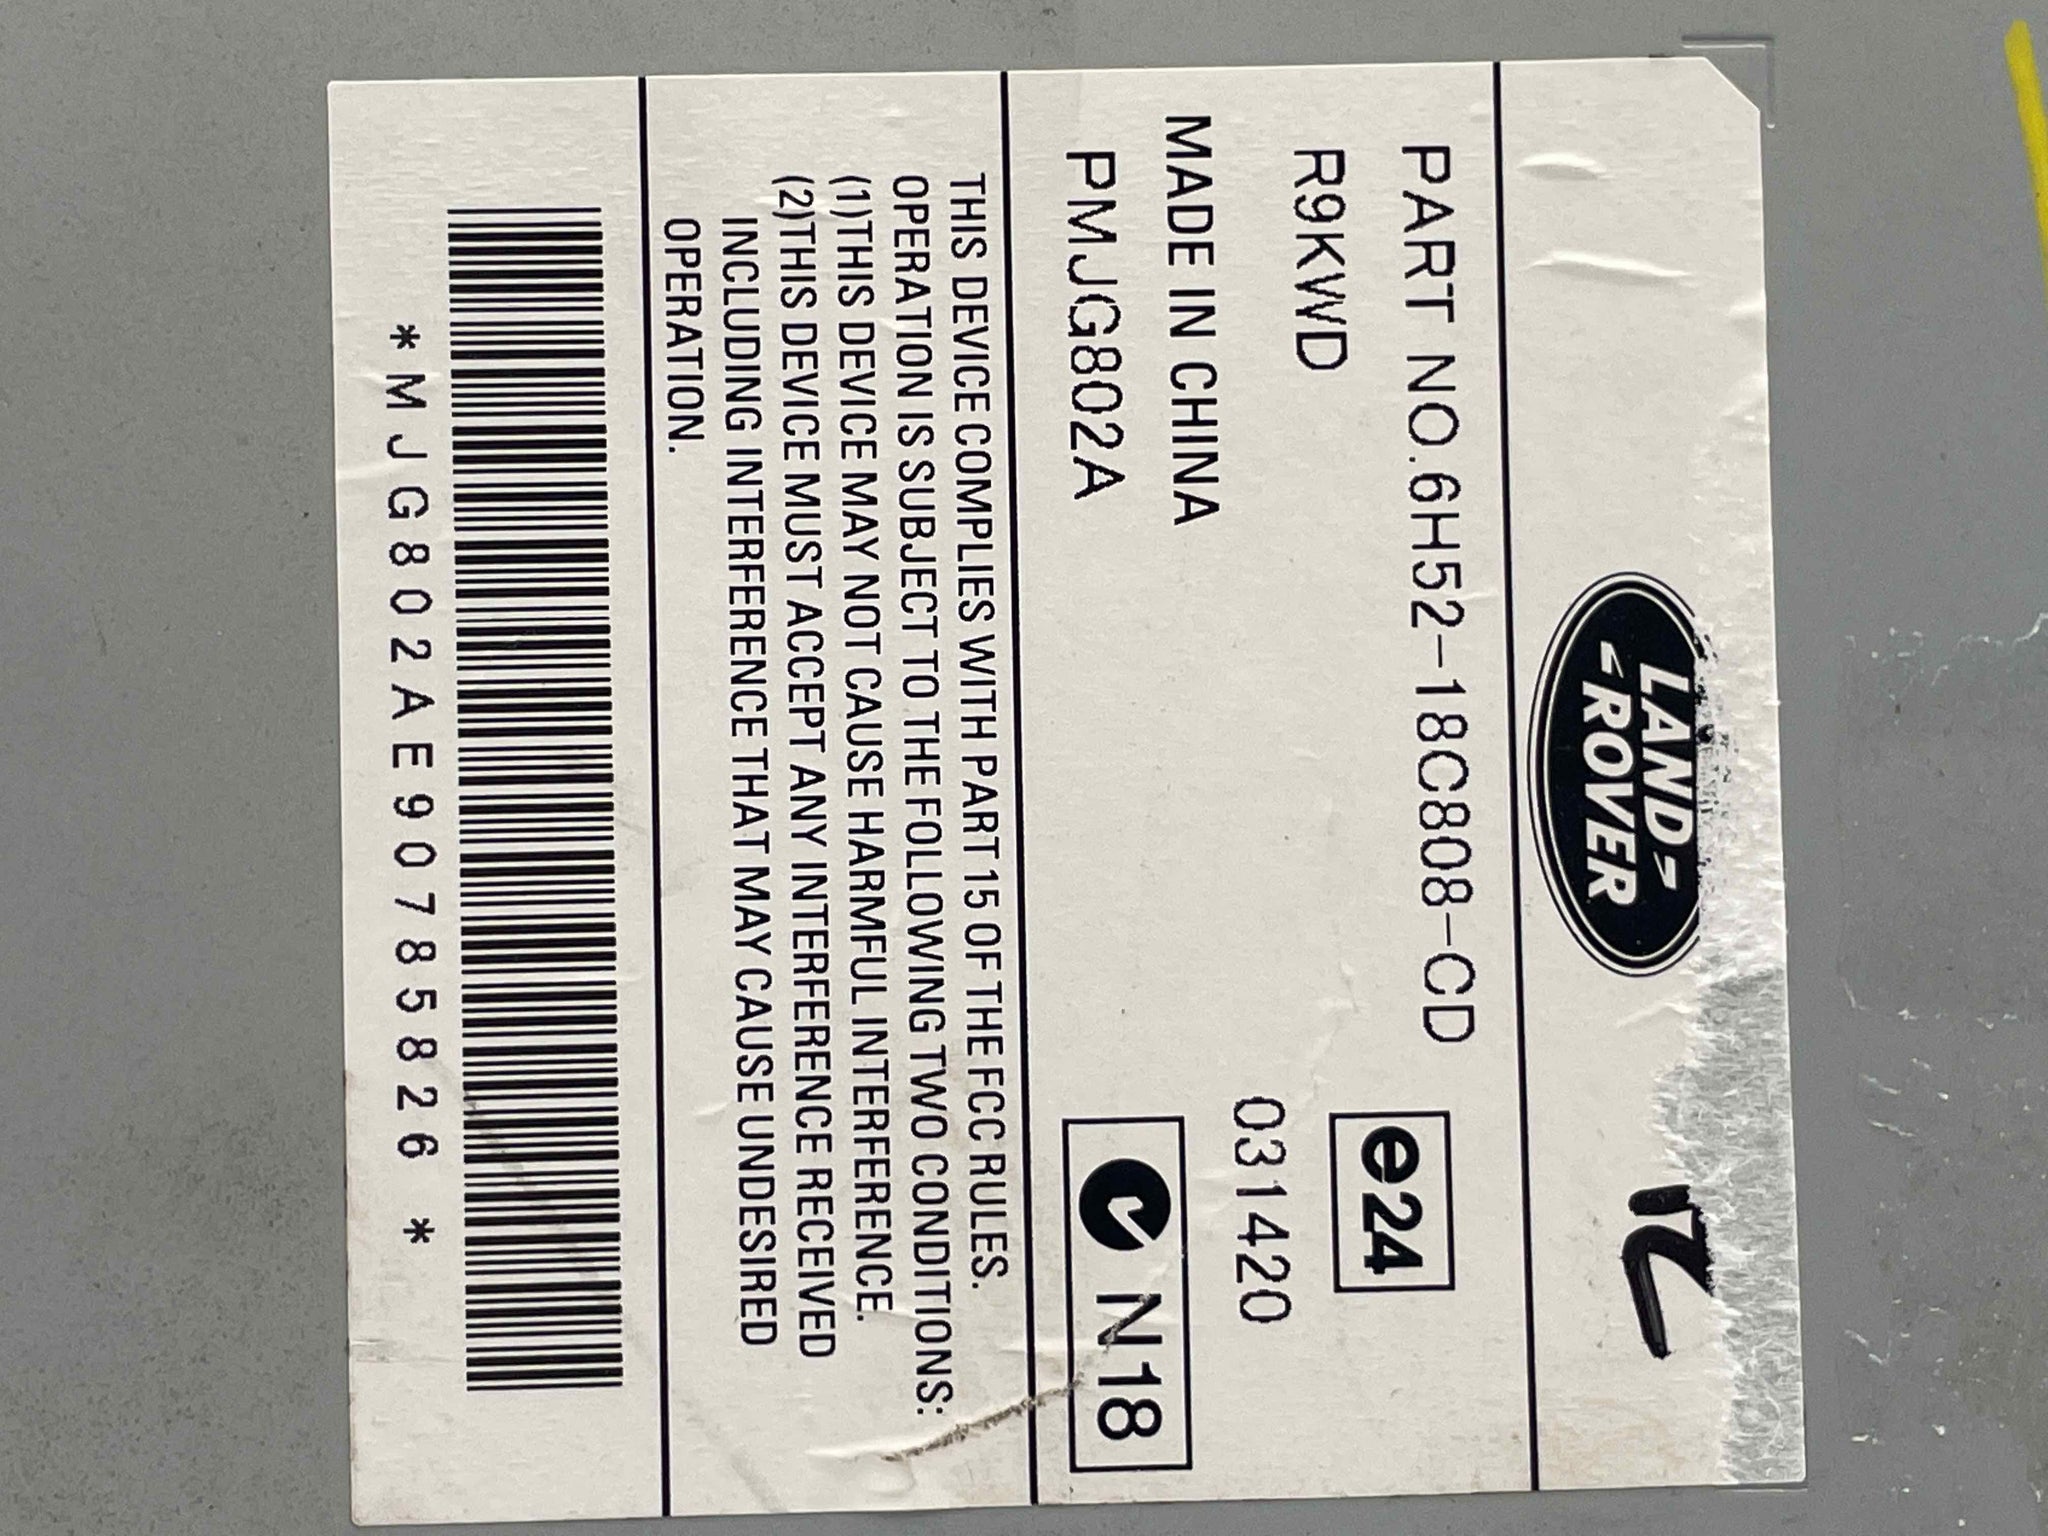 LAND
ROVER
PART NO.6H52-18C808-CD
R9KWD
e24
MADE IN CHINA
031420
PMJG802A
N18
THIS DEVICE COMPLIES WITH PART 15 OF THE FCC RULES.
OPERATION IS SUBJECT TO THE FOLLOWING TWO CONDITIONS:
(1)THIS DEVICE MAY NOT CAUSE HARMFUL INTERFERENCE.
(2)THIS DEVICE MUST ACCEPT ANY INTERFERENCE RECEIVED
INCLUDING INTERFERENCE THAT MAY CAUSE UNDESIRED
OPERATION.
*MJG802AE90785826*